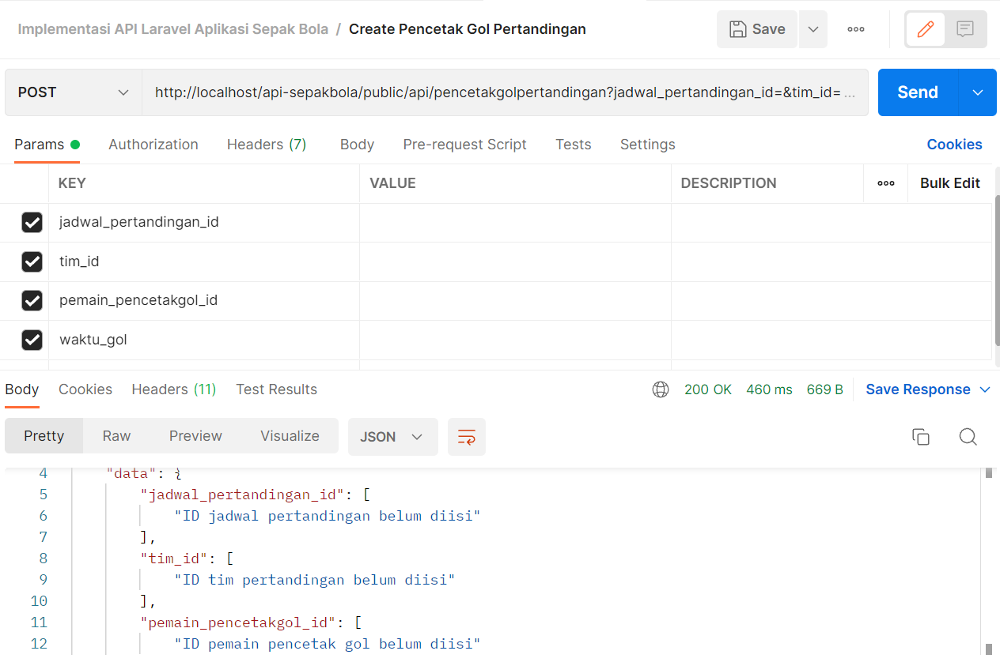 Implementasi API Laravel Aplikasi Sepak Bola / Create Pencetak Gol Pertandingan Save ooo
POST http://localhost/api-sepakbola/public/api/pencetakgolpertandingan?jadwal_pertandingan_id=&tim_id= ... Send
Params Authorization Headers (7) Body Pre-request Script Tests Settings Cookies
KEY VALUE DESCRIPTION ooo Bulk Edit
jadwal_pertandingan_id
tim_id
pemain_pencetakgol_id
waktu_gol
Body Cookies Headers (11) Test Results 200 OK 460 ms 669 B Save Response
Pretty Raw Preview Visualize JSON
4 "data": {
5 "jadwal_pertandingan_id": [
6 "ID jadwal pertandingan belum diisi"
7 ],
8 "tim_id": [
9 "ID tim pertandingan belum diisi"
10 ],
11 "pemain_pencetakgol_id": [
12 "ID pemain pencetak gol belum diisi"